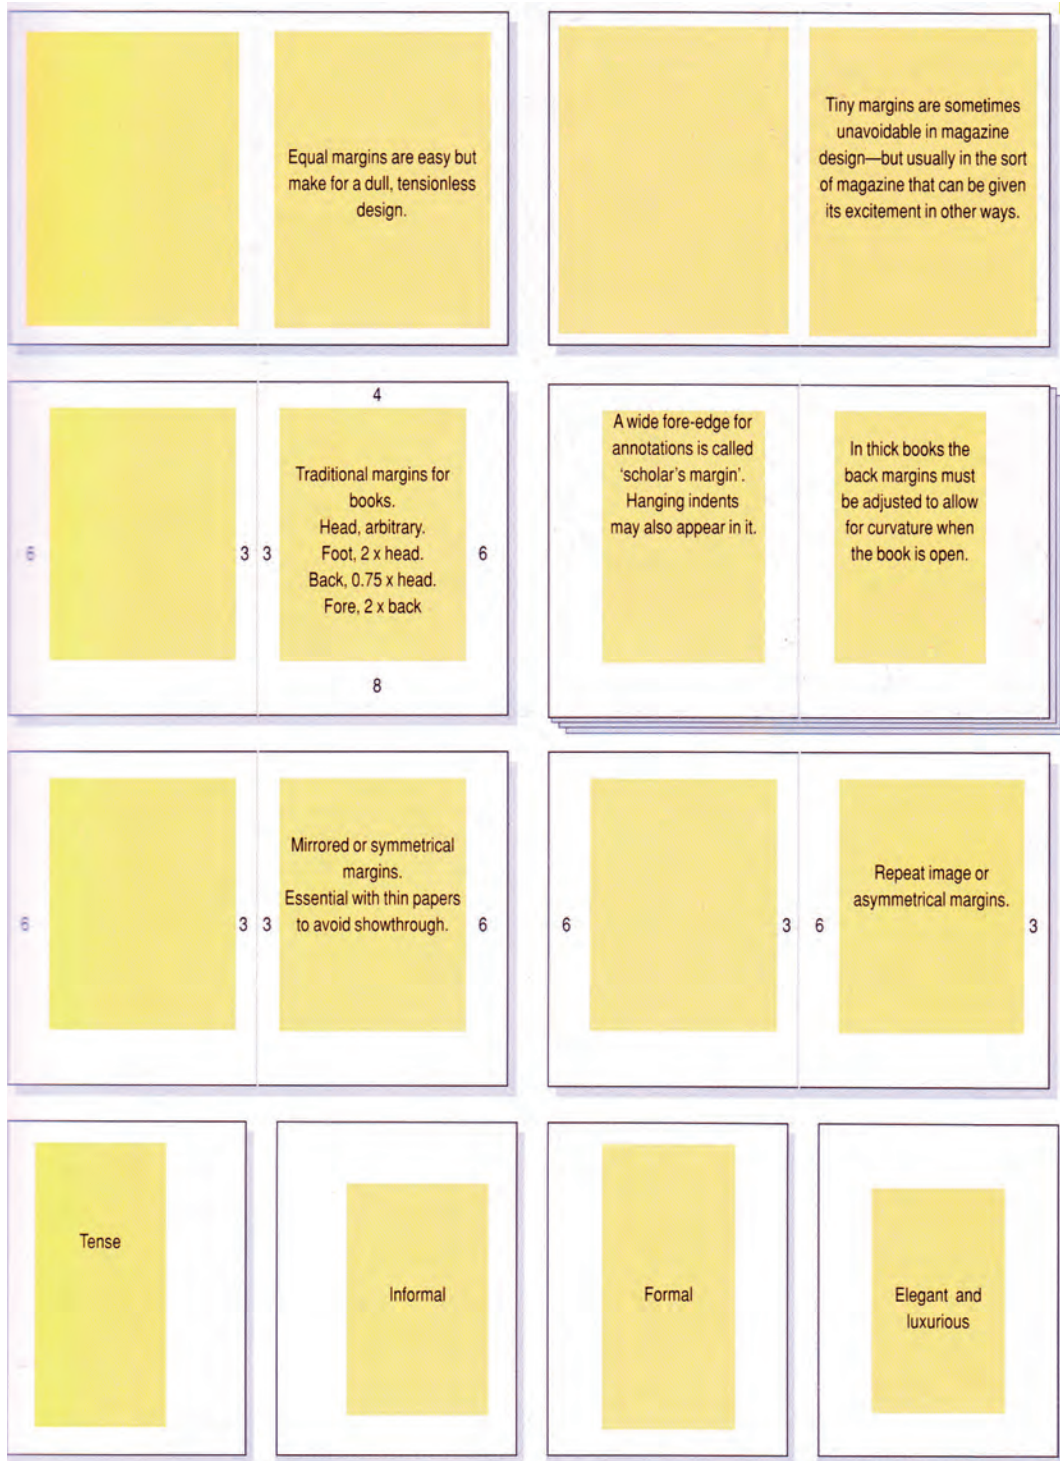 Equal margins are easy but
make for a dull, tensionless
design.
Tiny margins are sometimes
unavoidable in magazine
design—but usually in the sort
of magazine that can be given
its excitement in other ways.
4
Traditional margins for
books.
Head, arbitrary.
Foot, 2 x head.
Back, 0.75 x head.
Fore, 2 x back
6
3 3
6
8
A wide fore-edge for
annotations is called
‘scholar’s margin’.
Hanging indents
may also appear in it.
In thick books the
back margins must
be adjusted to allow
for curvature when
the book is open.
Mirrored or symmetrical
margins.
Essential with thin papers
to avoid showthrough.
6
3 3
6
Repeat image or
asymmetrical margins.
6
3 6
3
Tense
Informal
Formal
Elegant and
luxurious